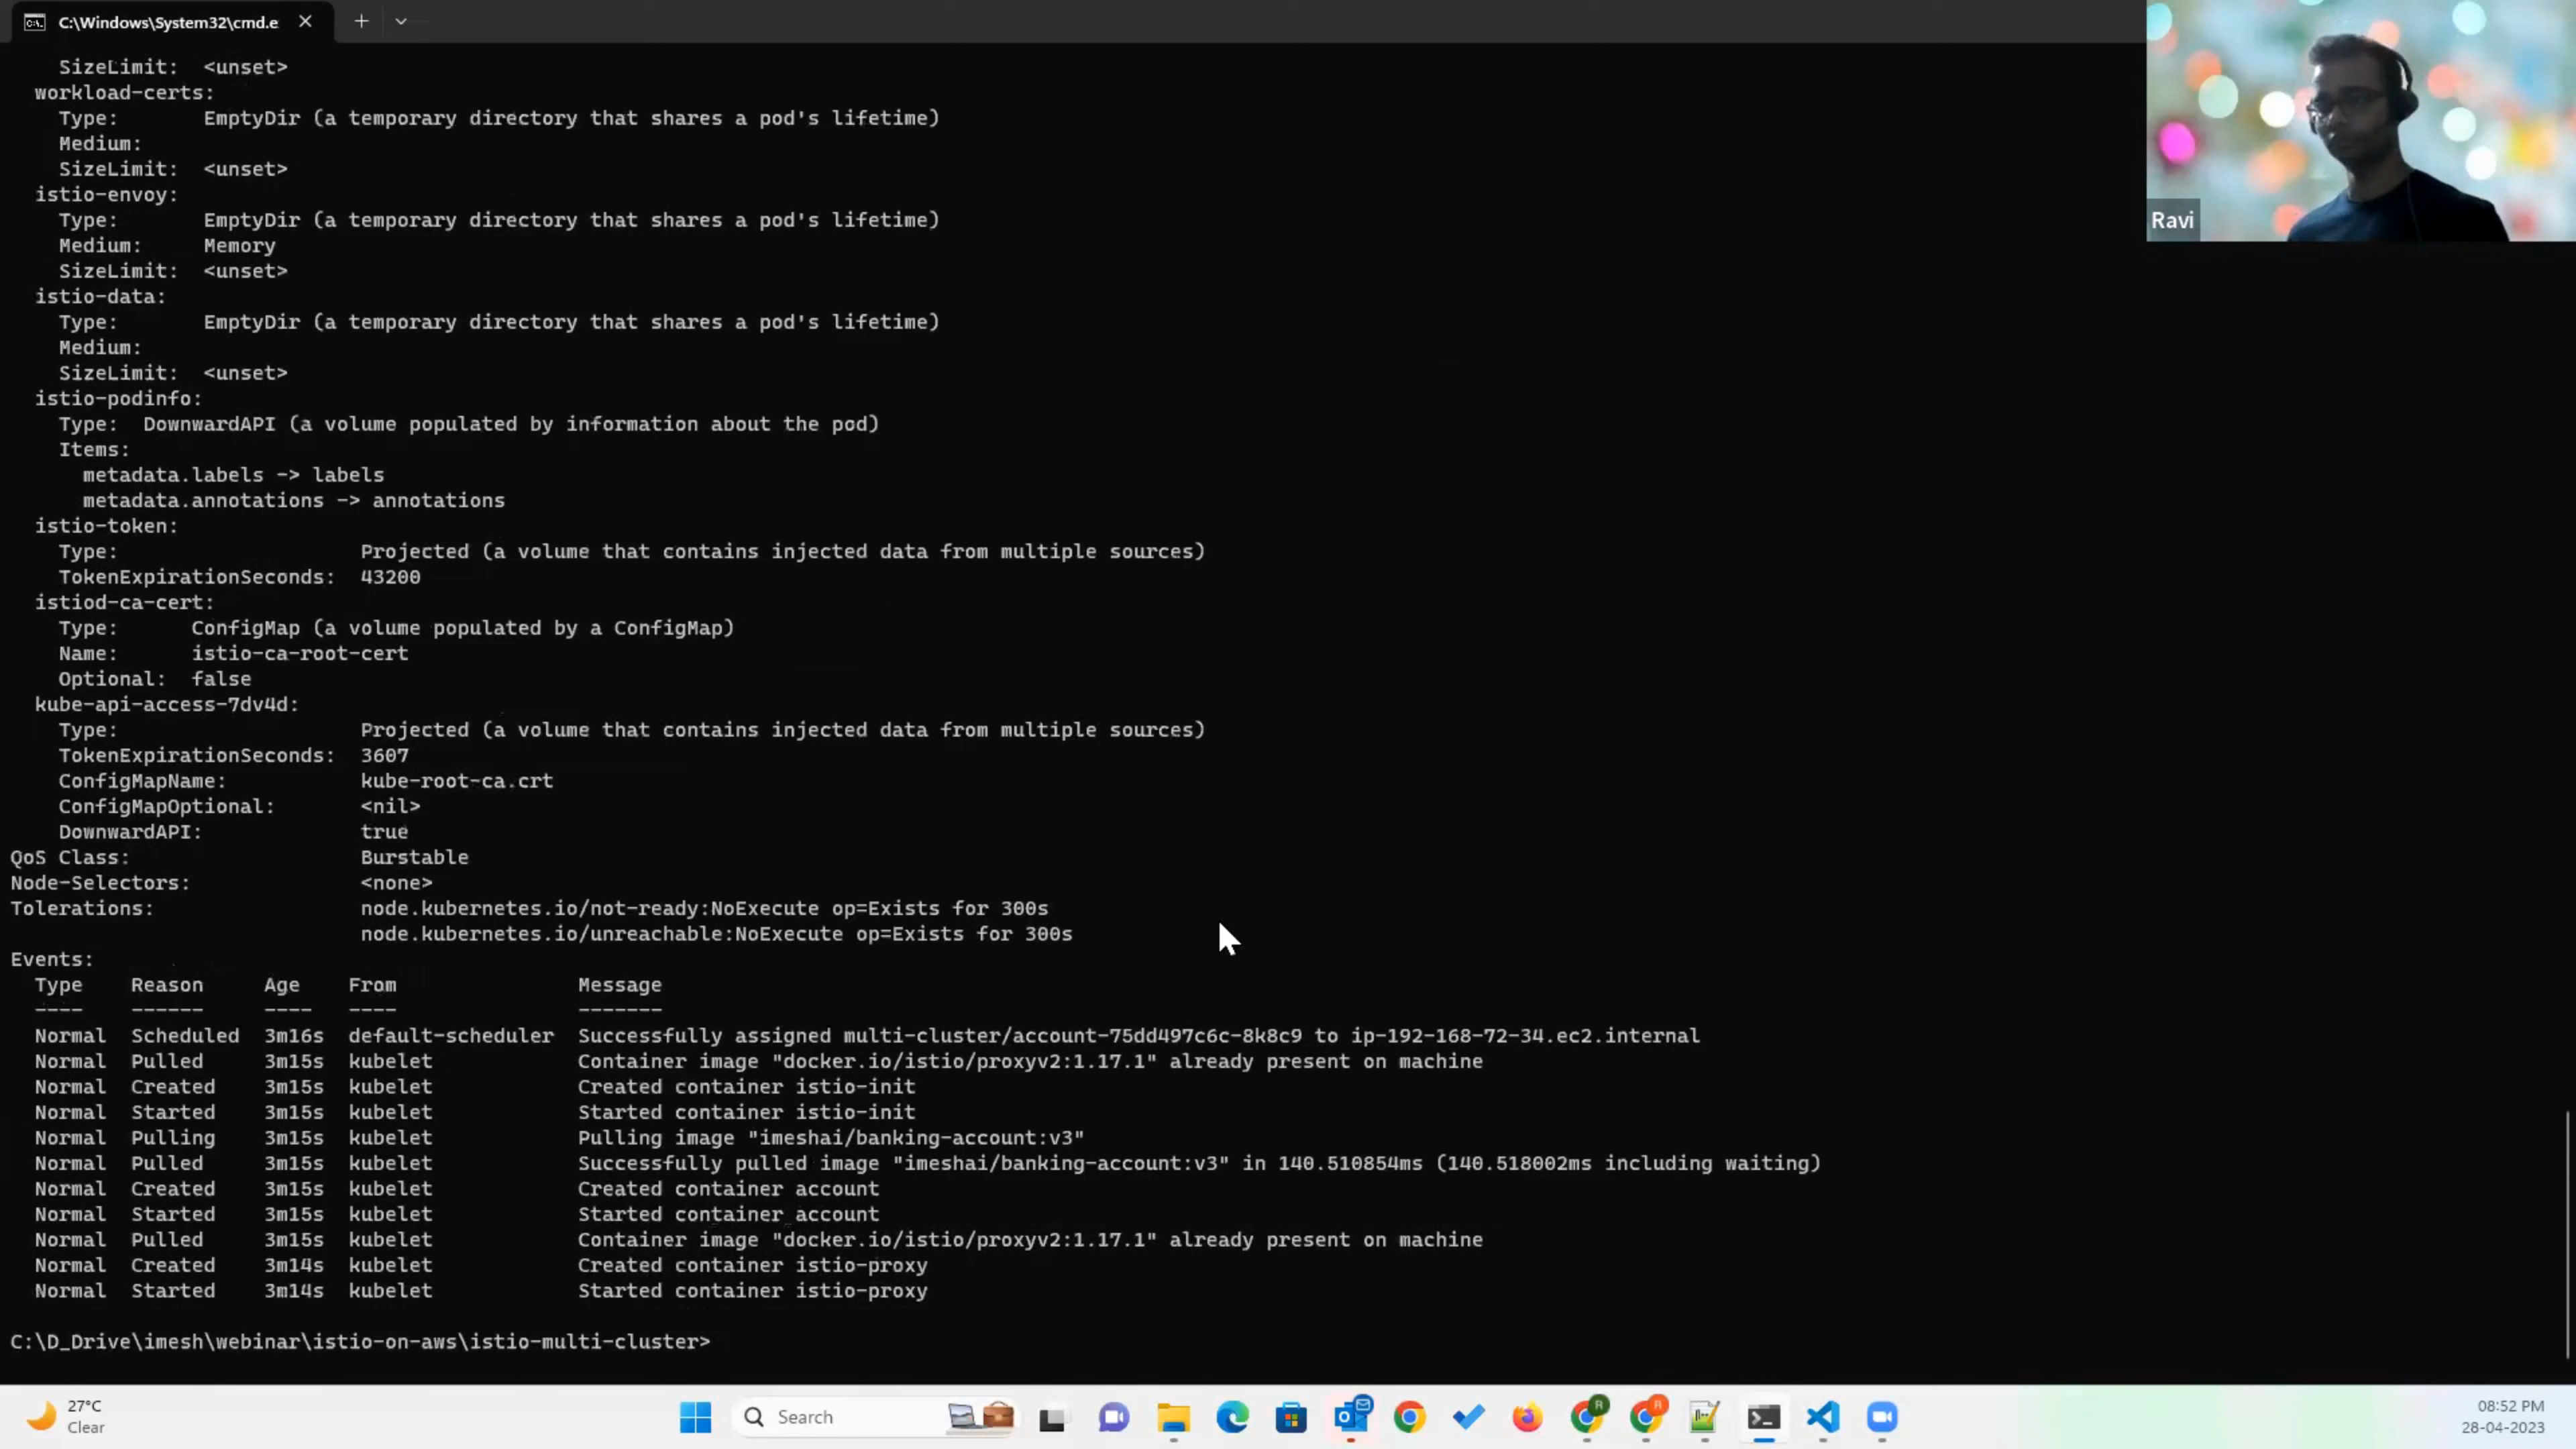 C:\Windows\System32\cmd.e
SizeLimit: <unset>
workload-certs:
Type: EmptyDir (a temporary directory that shares a pod's lifetime)
Medium:
SizeLimit: <unset>
istio-envoy:
Type: EmptyDir (a temporary directory that shares a pod's lifetime)
Medium: Memory
SizeLimit: <unset>
istio-data:
Type: EmptyDir (a temporary directory that shares a pod's lifetime)
Medium:
SizeLimit: <unset>
istio-podinfo:
Type: DownwardAPI (a volume populated by information about the pod)
Items:
metadata.labels -> labels
metadata.annotations -> annotations
istio-token:
Type: Projected (a volume that contains injected data from multiple sources)
TokenExpirationSeconds: 43200
istiod-ca-cert:
Type: ConfigMap (a volume populated by a ConfigMap)
Name: istio-ca-root-cert
Optional: false
kube-api-access-7dv4d:
Type: Projected (a volume that contains injected data from multiple sources)
TokenExpirationSeconds: 3607
ConfigMapName: kube-root-ca.crt
ConfigMapOptional: <nil>
DownwardAPI: true
QoS Class: Burstable
Node-Selectors: <none>
Tolerations: node.kubernetes.io/not-ready:NoExecute op=Exists for 300s
node.kubernetes.io/unreachable:NoExecute op=Exists for 300s
Events:
Type Reason Age From Message
---- ------ ---- ---- -------
Normal Scheduled 3m16s default-scheduler Successfully assigned multi-cluster/account-75dd497c6c-8k8c9 to ip-192-168-72-34.ec2.internal
Normal Pulled 3m15s kubelet Container image "docker.io/istio/proxyv2:1.17.1" already present on machine
Normal Created 3m15s kubelet Created container istio-init
Normal Started 3m15s kubelet Started container istio-init
Normal Pulling 3m15s kubelet Pulling image "imeshai/banking-account:v3"
Normal Pulled 3m15s kubelet Successfully pulled image "imeshai/banking-account:v3" in 140.510854ms (140.518002ms including waiting)
Normal Created 3m15s kubelet Created container account
Normal Started 3m15s kubelet Started container account
Normal Pulled 3m15s kubelet Container image "docker.io/istio/proxyv2:1.17.1" already present on machine
Normal Created 3m14s kubelet Created container istio-proxy
Normal Started 3m14s kubelet Started container istio-proxy
C:\D_Drive\imesh\webinar\istio-on-aws\istio-multi-cluster>
Ravi
27°C
Clear
Search
08:52 PM
28-04-2023